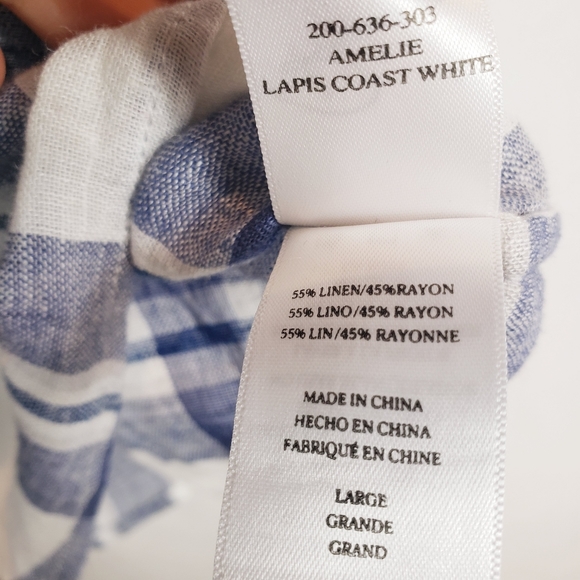 200-636-303
AMELIE
LAPIS COAST WHITE
55% LINEN/45%RAYON
55% LINO/45% RAYON
55% LIN/45% RAYONNE
MADE IN CHINA
HECHO EN CHINA
FABRIQUÉ EN CHINE
LARGE
GRANDE
GRAND